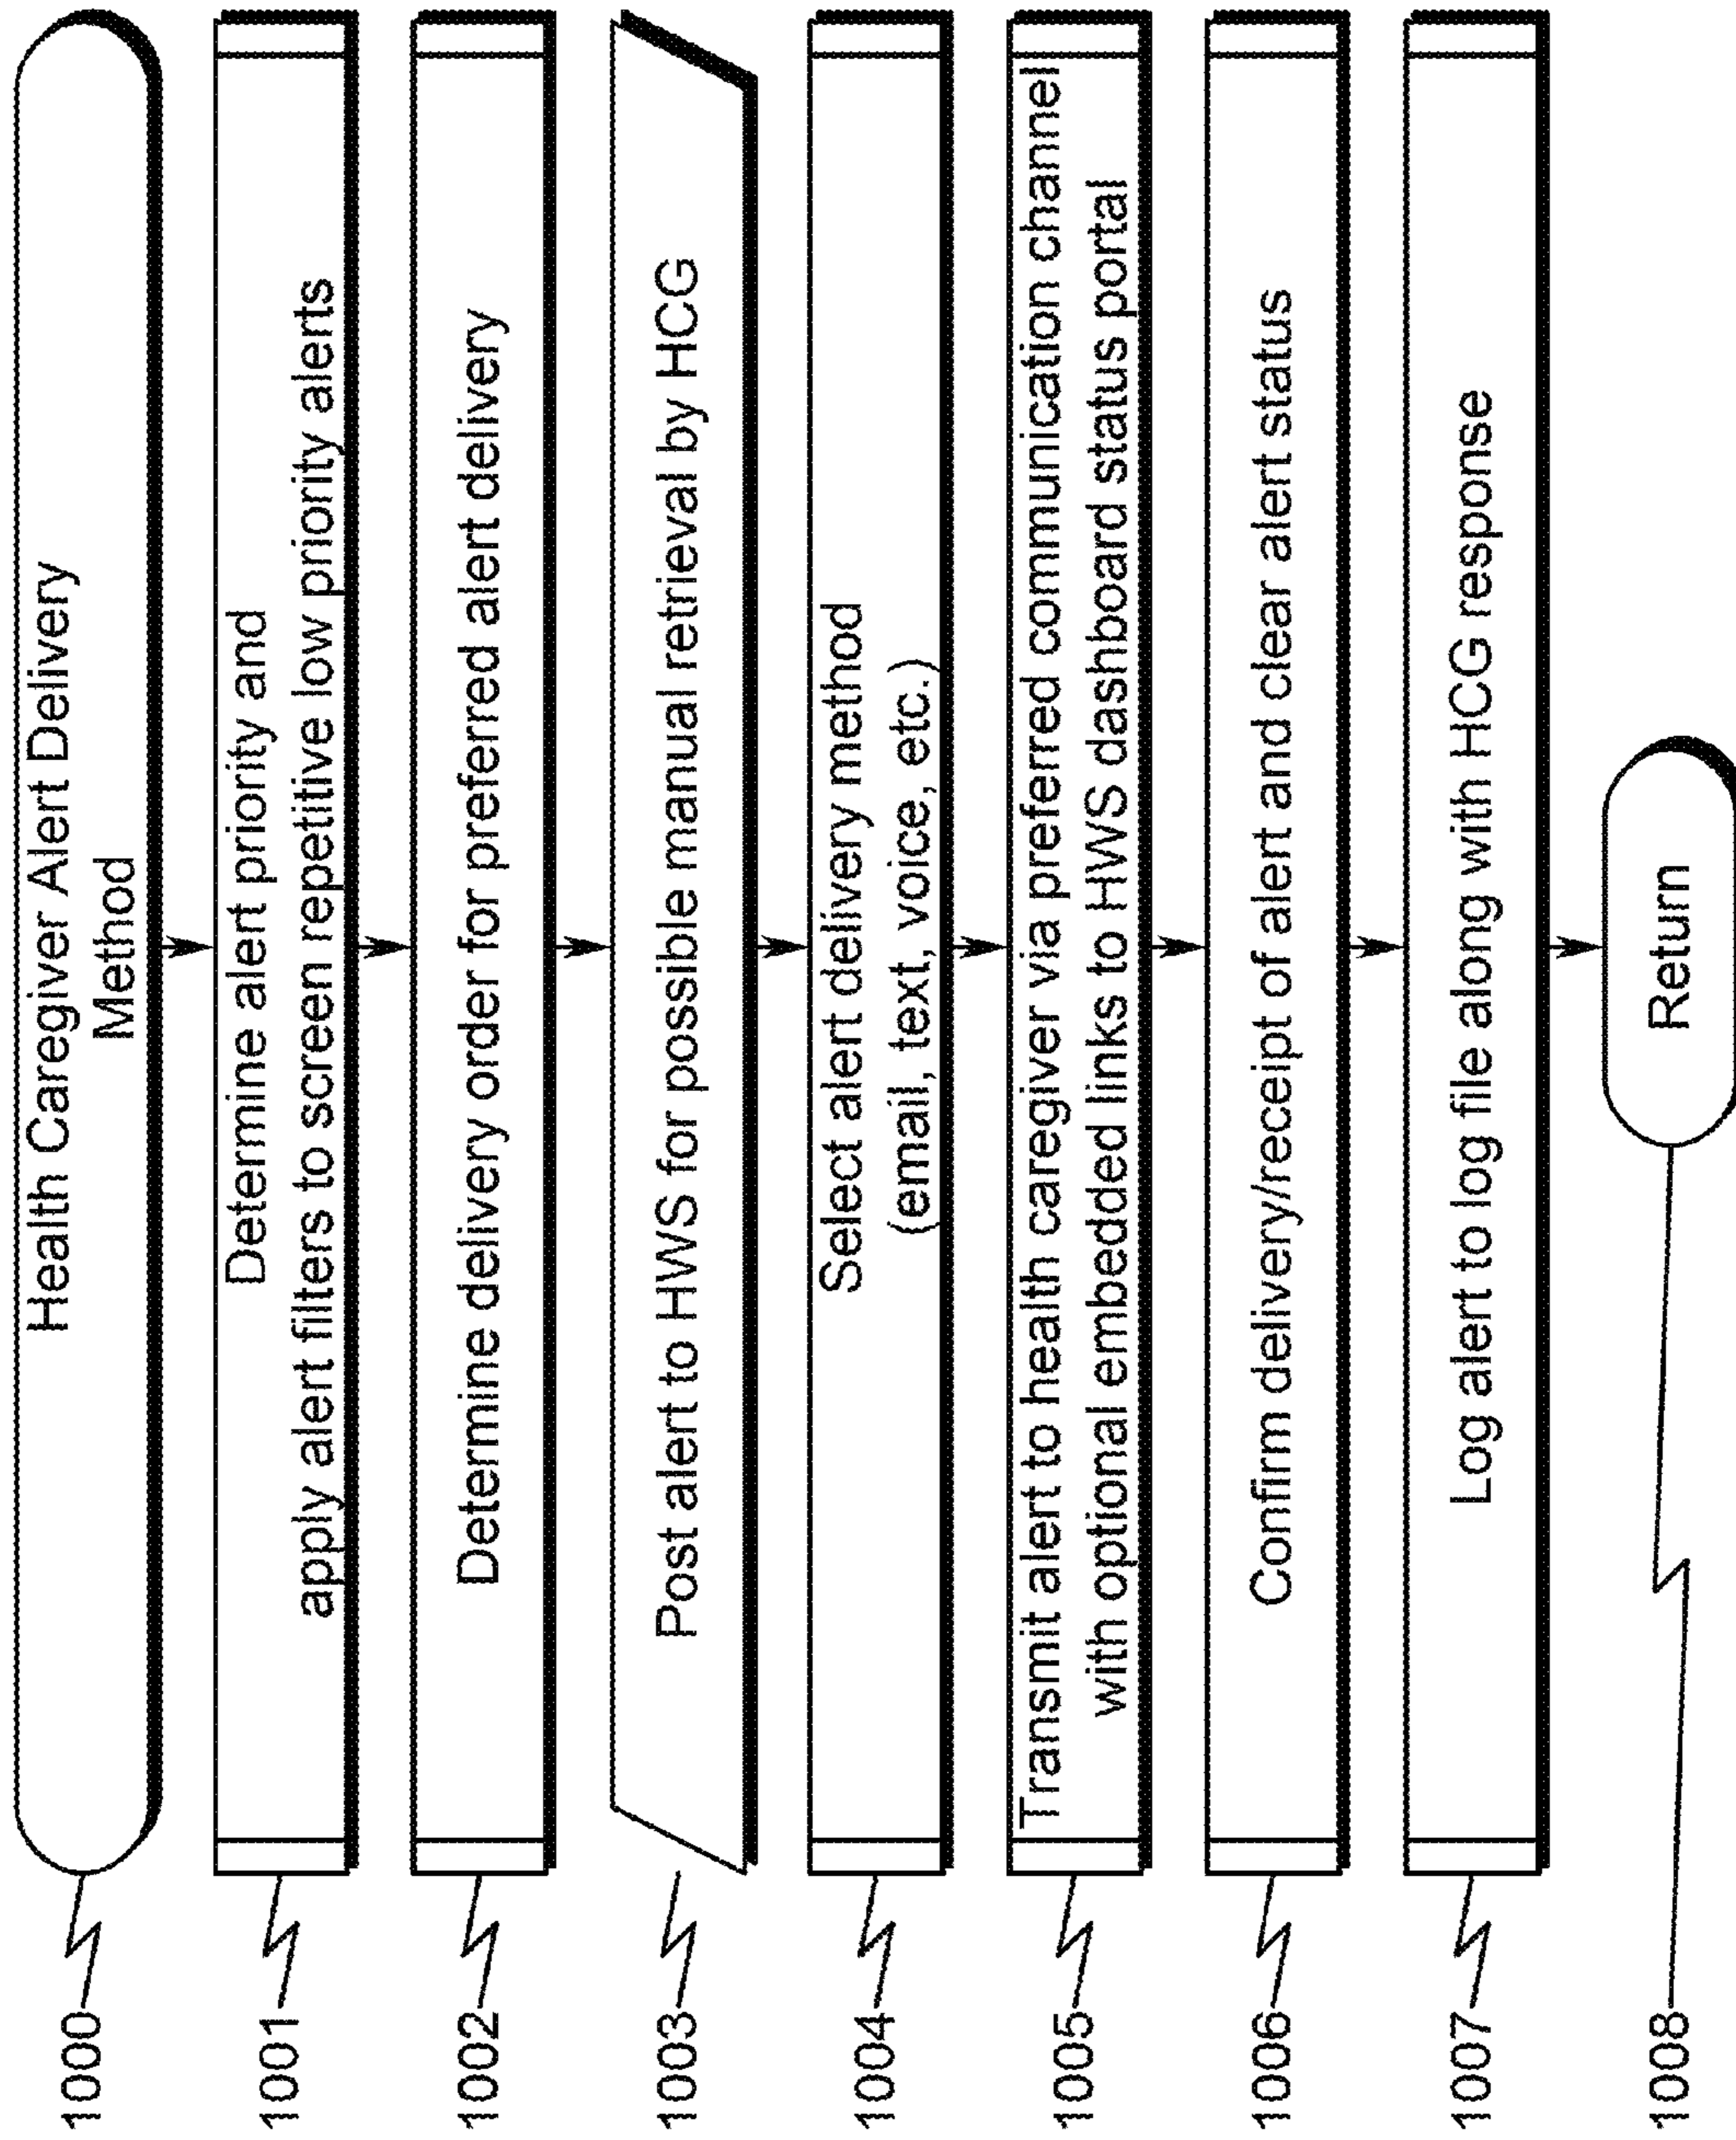 1000
Health Caregiver Alert Delivery
Method
1001
Determine alert priority and
apply alert filters to screen repetitive low priority alerts
1002
Determine delivery order for preferred alert delivery
1003
Post alert to HWS for possible manual retrieval by HCG
1004
Select alert delivery method
(email, text, voice, etc.)
1005
Transmit alert to health caregiver via preferred communication channel
with optional embedded links to HWS dashboard status portal
1006
Confirm delivery/receipt of alert and clear alert status
1007
Log alert to log file along with HCG response
1008
Return